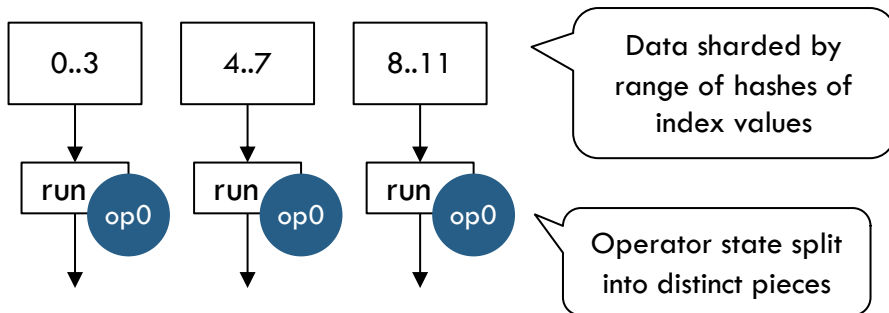 0..3
4..7
8..11
Data sharded by
range of hashes of
index values
run
op0
run
op0
run
op0
Operator state split
into distinct pieces